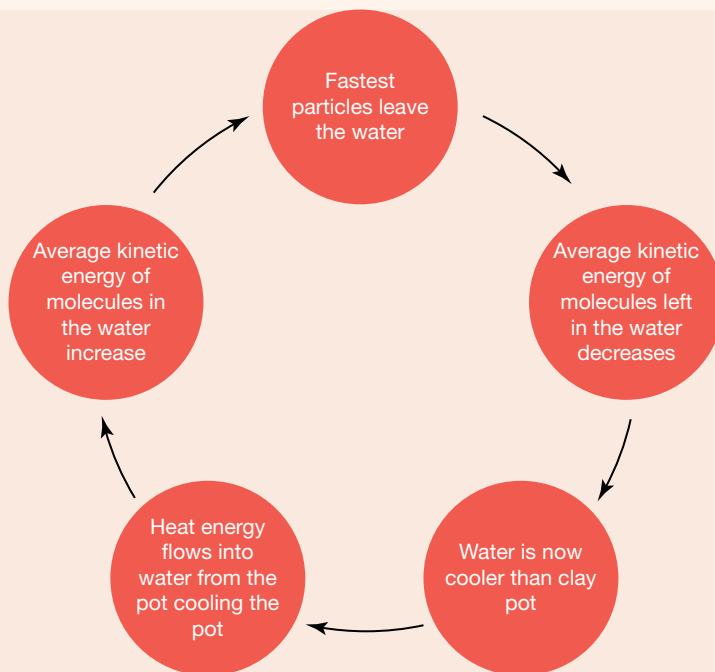 Fastest
particles leave
the water
Average kinetic
energy of
molecules left
in the water
decreases
Water is now
cooler than clay
pot
Heat energy
flows into
water from the
pot cooling the
pot
Average kinetic
energy of
molecules in
the water
increase